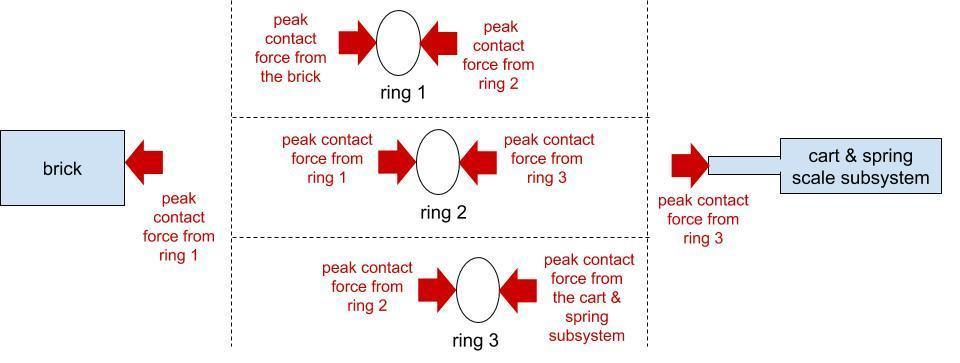 peak
contact
force from
the brick
peak
contact
force from
ring 2
ring 1
brick
peak
contact
force from
ring 1
peak contact
force from
ring 1
peak contact
force from
ring 3
ring 2
cart & spring
scale subsystem
peak contact
force from
ring 3
peak contact
force from
ring 2
peak contact
force from
the cart &
spring
subsystem
ring 3